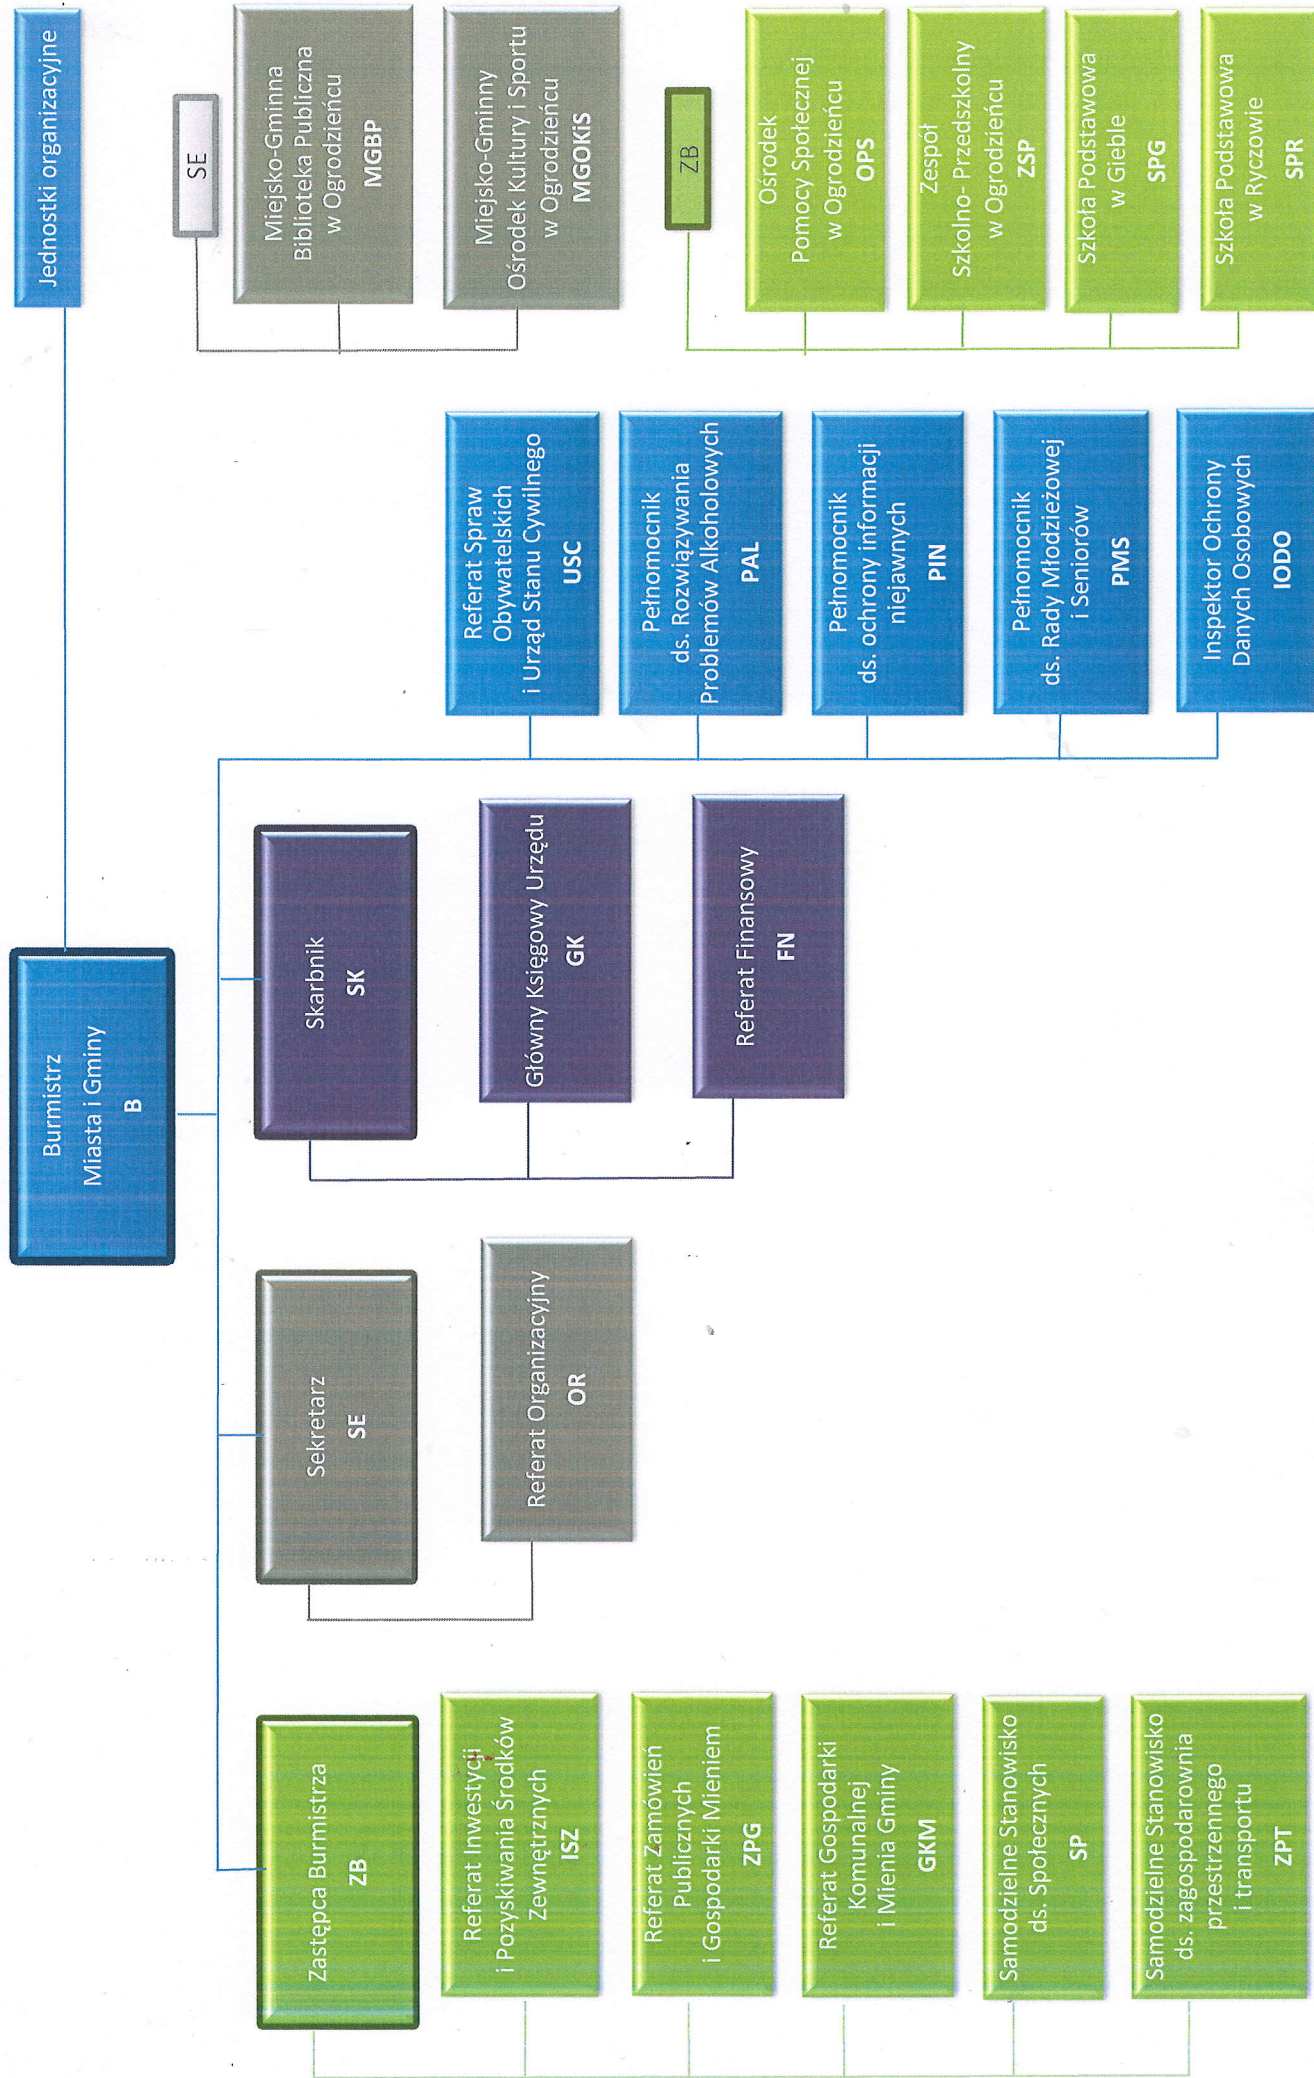 Burmistrz
Miasta i Gminy
B
Jednostki organizacyjne
Zastępca Burmistrza
ZB
Referat Inwestycji
i Pozyskiwania Środków
Zewnętrznych
ISZ
Referat Zamówień
Publicznych
i Gospodarki Mieniem
ZPG
Referat Gospodarki
Komunalnej
i Mienia Gminy
GKM
Samodzielne Stanowisko
ds. Społecznych
SP
Samodzielne Stanowisko
ds. zagospodarownia
przestrzennego
i transportu
ZPT
Sekretarz
SE
Referat Organizacyjny
OR
Skarbnik
SK
Główny Księgowy Urzędu
GK
Referat Finansowy
FN
Referat Spraw
Obywatelskich
i Urząd Stanu Cywilnego
USC
Pełnomocnik
ds. Rozwiązywania
Problemów Alkoholowych
PAL
Pełnomocnik
ds. ochrony informacji
niejawnych
PIN
Pełnomocnik
ds. Rady Młodzieżowej
i Seniorów
PMS
Inspektor Ochrony
Danych Osobowych
IODO
SE
Miejsko-Gminna
Biblioteka Publiczna
w Ogrodzieńcu
MGBP
Miejsko-Gminny
Ośrodek Kultury i Sportu
w Ogrodzieńcu
MGOKiS
ZB
Ośrodek
Pomocy Społecznej
w Ogrodzieńcu
OPS
Zespół
Szkolno- Przedszkolny
w Ogrodzieńcu
ZSP
Szkoła Podstawowa
w Gieble
SPG
Szkoła Podstawowa
w Ryczowie
SPR